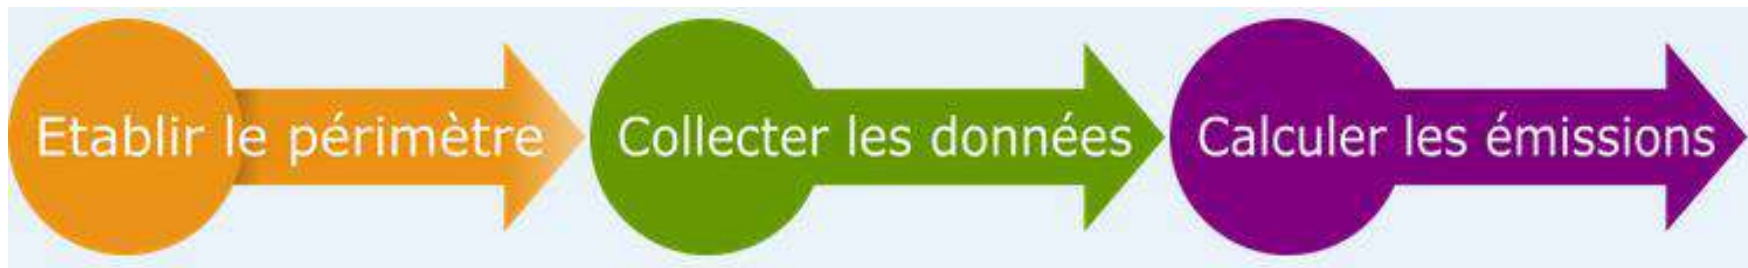 Etablir le périmètre
Collecter les données
Calculer les émissions